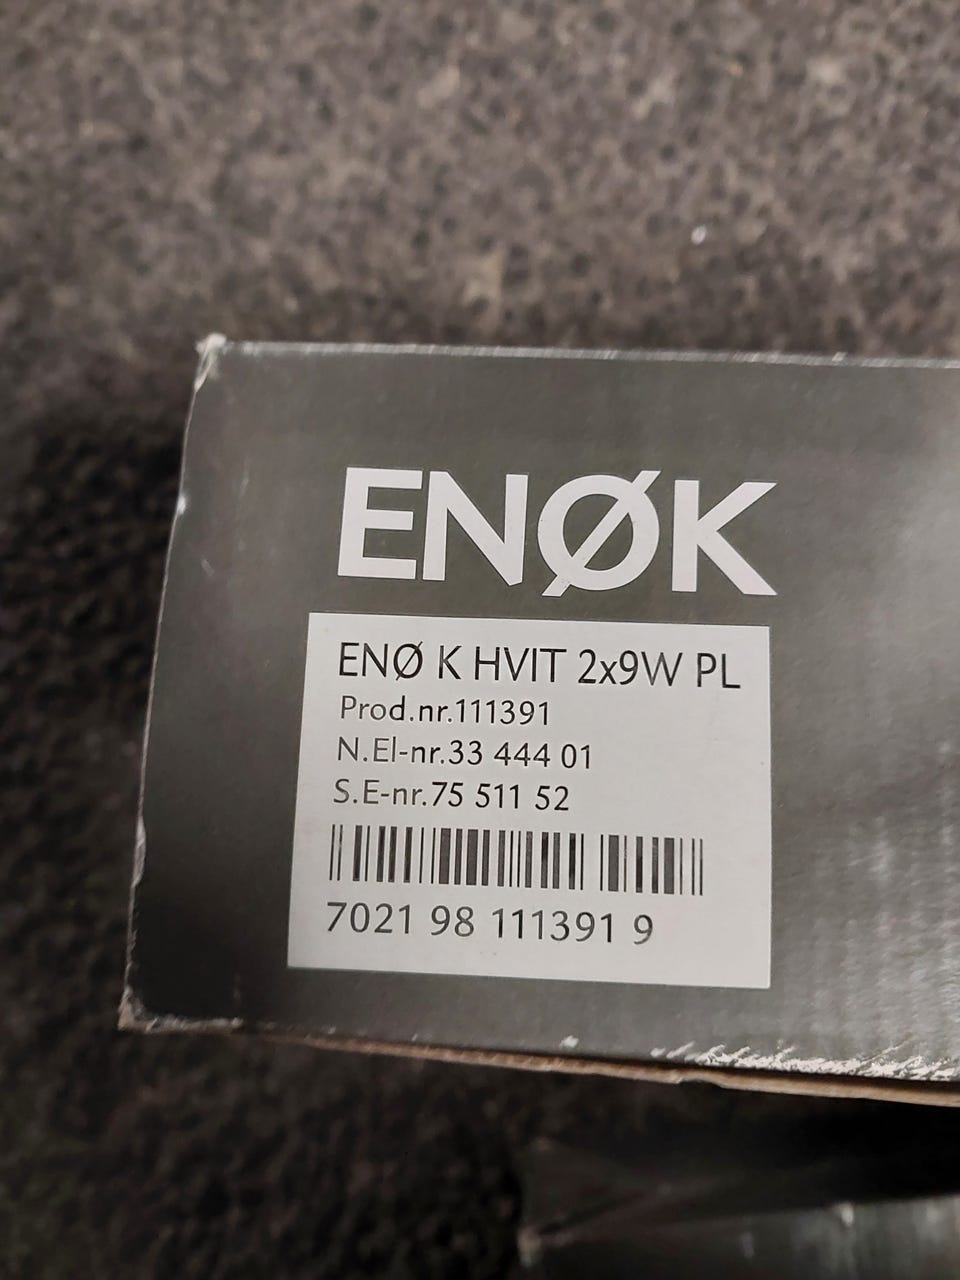 ENØK
ENØ K HVIT 2x9W PL
Prod.nr.111391
N.El-nr.33 444 01
S.E-nr.75 511 52
7021 98 111391 9